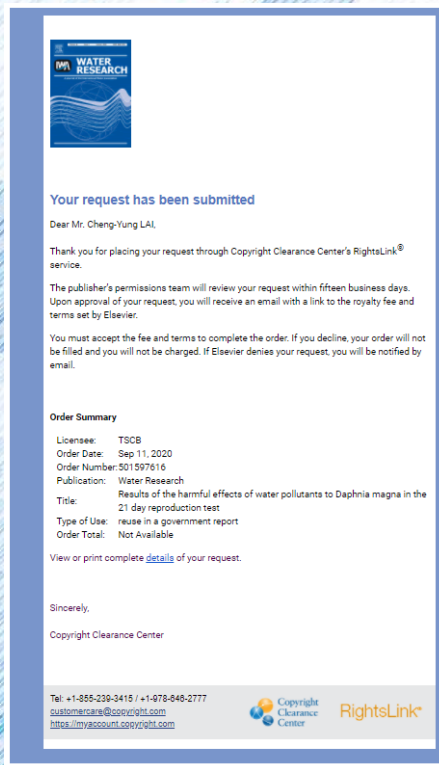 IWA WATER
RESEARCH
Your request has been submitted
Dear Mr. Cheng-Yung LAI,
Thank you for placing your request through Copyright Clearance Center's RightsLink®
service.
The publisher's permissions team will review your request within fifteen business days.
Upon approval of your request, you will receive an email with a link to the royalty fee and
terms set by Elsevier.
You must accept the fee and terms to complete the order. If you decline, your order will not
be filled and you will not be charged. If Elsevier denies your request, you will be notified by
email.
Order Summary
Licensee: TSCB
Order Date: Sep 11, 2020
Order Number:501597616
Publication: Water Research
Title: Results of the harmful effects of water pollutants to Daphnia magna in the
21 day reproduction test
Type of Use: reuse in a government report
Order Total: Not Available
View or print complete details of your request.
Sincerely,
Copyright Clearance Center
Tel: +1-855-239-3415 / +1-978-646-2777
customercare@copyright.com
https://myaccount.copyright.com
Copyright
Clearance
Center
RightsLink